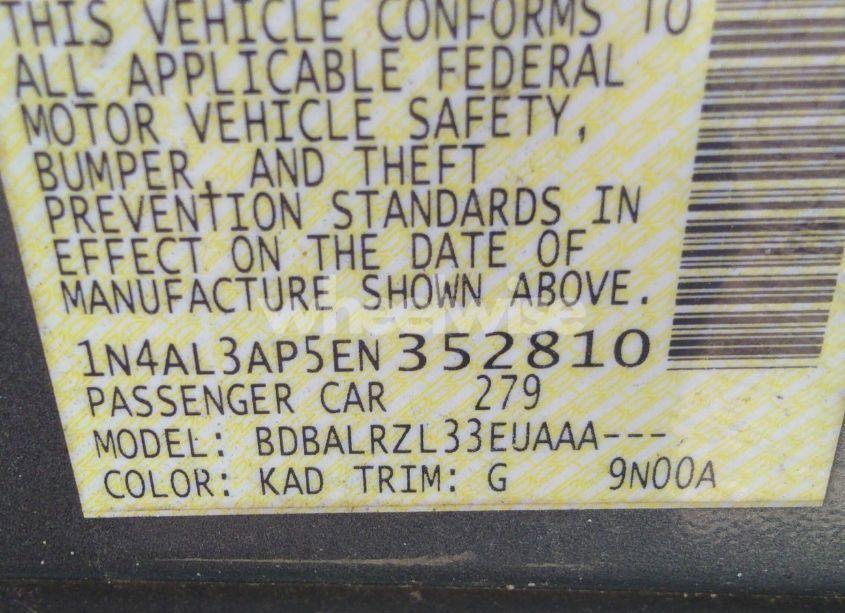 THIS VEHICLE CONFORMS TO
ALL APPLICABLE FEDERAL
MOTOR VEHICLE SAFETY,
BUMPER, AND THEFT
PREVENTION STANDARDS IN
EFFECT ON THE DATE OF
MANUFACTURE SHOWN ABOVE.
wheelwise
1N4AL3AP5EN352810
PASSENGER CAR 279
MODEL: BDBALRZL33EUAAA---
COLOR: KAD TRIM: G 9N00A